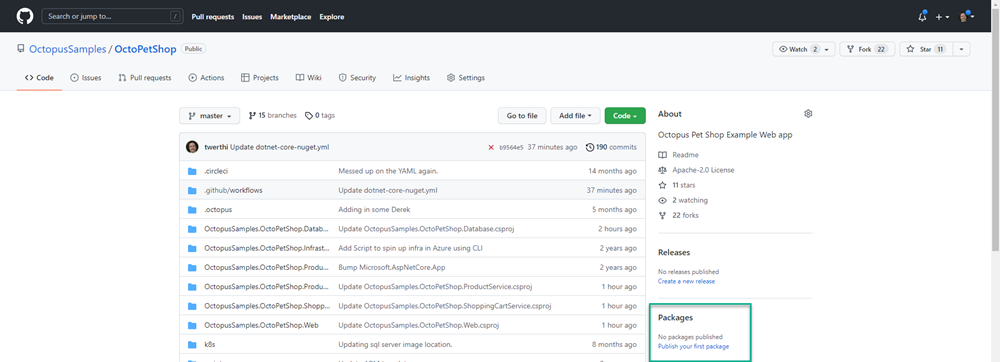 Search or jump to... /
Pull requests Issues Marketplace Explore
OctopusSamples / OctoPetShop Public
Watch 2
Fork 22
Star 11
Code Issues Pull requests Actions Projects Wiki Security Insights Settings
master 15 branches 0 tags Go to file Add file Code
twerthi Update dotnet-core-nuget.yml b9564e5 37 minutes ago 190 commits
.circleci Messed up on the YAML again. 14 months ago
.github/workflows Update dotnet-core-nuget.yml 37 minutes ago
.octopus Adding in some Derek 5 months ago
OctopusSamples.OctoPetShop.Datab... Update OctopusSamples.OctoPetShop.Database.csproj 2 hours ago
OctopusSamples.OctoPetShop.Infrast... Add Script to spin up infra in Azure using CLI 2 years ago
OctopusSamples.OctoPetShop.Produ... Bump Microsoft.AspNetCore.App 2 years ago
OctopusSamples.OctoPetShop.Produ... Update OctopusSamples.OctoPetShop.ProductService.csproj 1 hour ago
OctopusSamples.OctoPetShop.Shopp... Update OctopusSamples.OctoPetShop.ShoppingCartService.csproj 1 hour ago
OctopusSamples.OctoPetShop.Web Update OctopusSamples.OctoPetShop.Web.csproj 1 hour ago
k8s Updating sql server image location. 8 months ago
About
Octopus Pet Shop Example Web app
Readme
Apache-2.0 License
11 stars
2 watching
22 forks
Releases
No releases published
Create a new release
Packages
No packages published
Publish your first package